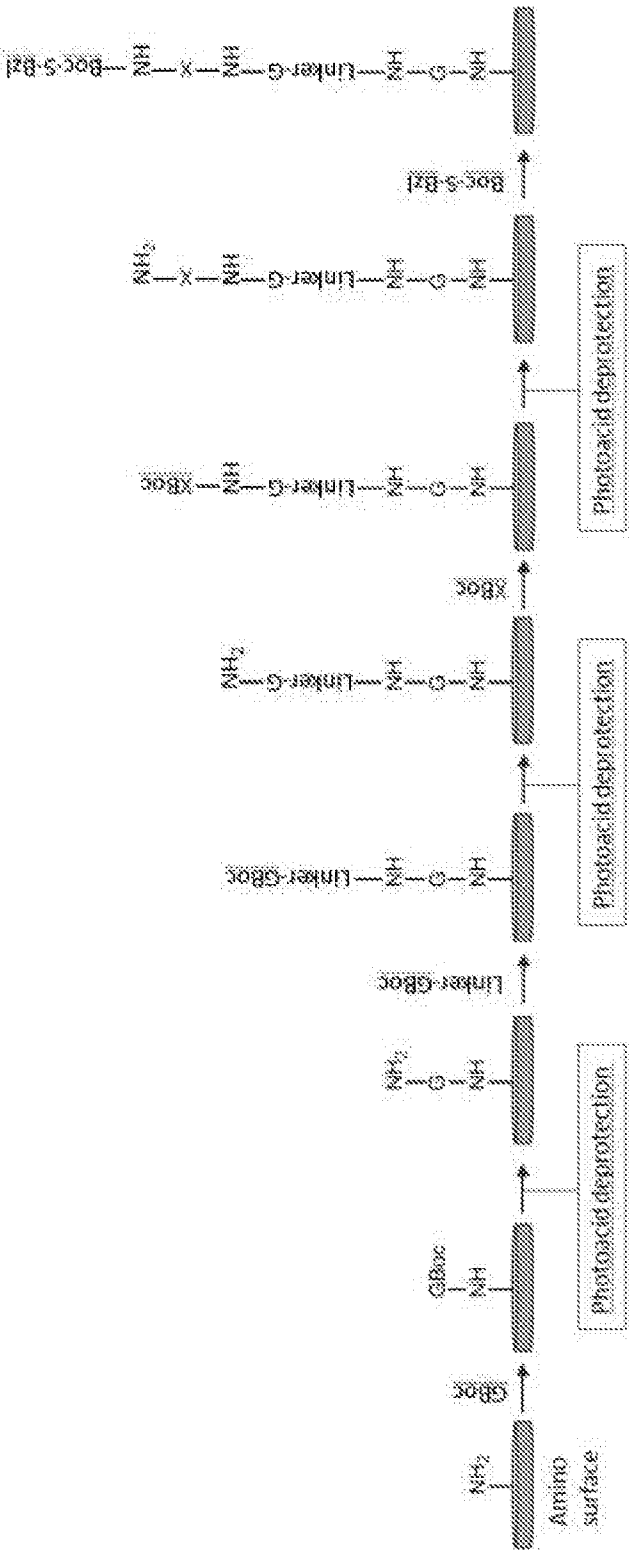 NH₂
Amino
surface
GBoc
GBoc
NH
Photoacid deprotection
NH₂
G
NH
Linker-GBoc
Linker-GBoc
NH
G
NH
Photoacid deprotection
NH₂
Linker-G
NH
G
NH
XBoc
XBoc
NH
Linker-G
NH
G
NH
Photoacid deprotection
NH₂
X
NH
Linker-G
NH
G
NH
Boc-S-Bzl
Boc-S-Bzl
NH
X
NH
Linker-G
NH
G
NH